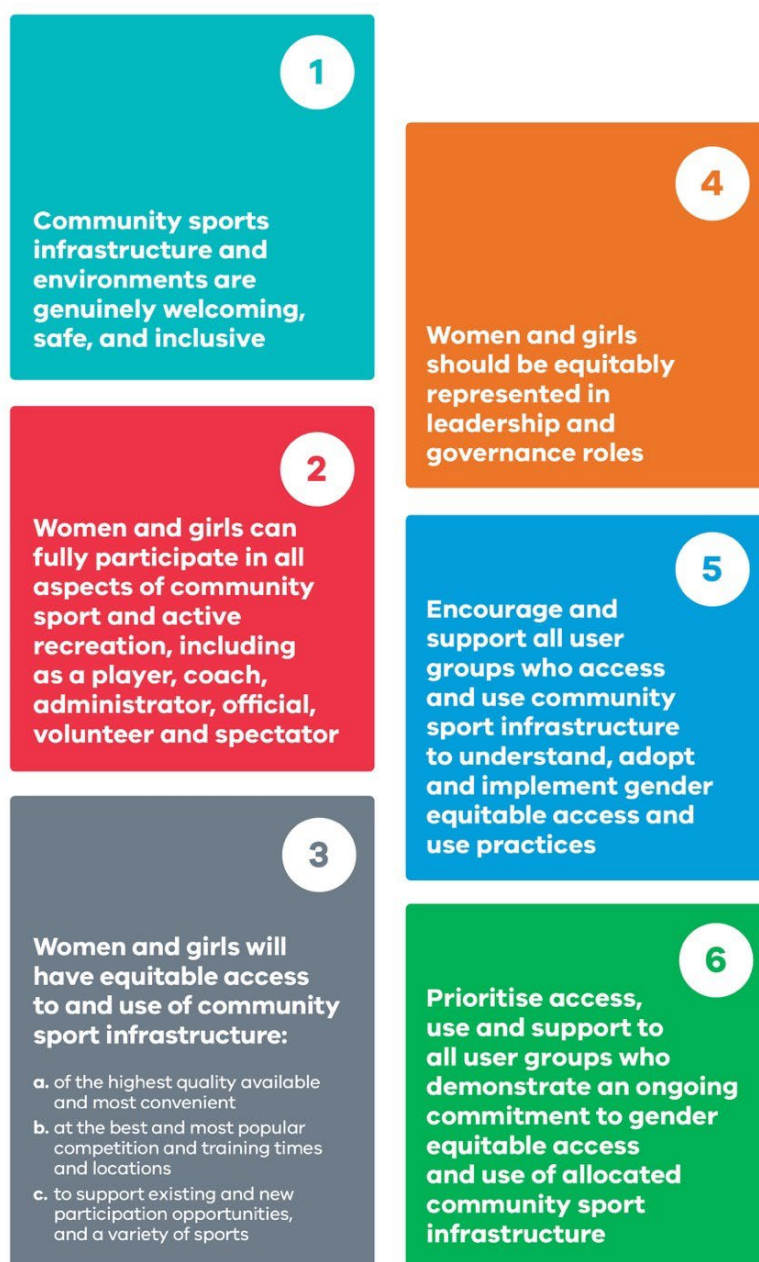 1
Community sports
infrastructure and
environments are
genuinely welcoming,
safe, and inclusive
2
Women and girls can
fully participate in all
aspects of community
sport and active
recreation, including
as a player, coach,
administrator, official,
volunteer and spectator
3
Women and girls will
have equitable access
to and use of community
sport infrastructure:
a. of the highest quality available
and most convenient
b. at the best and most popular
competition and training times
and locations
c. to support existing and new
participation opportunities,
and a variety of sports
4
Women and girls
should be equitably
represented in
leadership and
governance roles
5
Encourage and
support all user
groups who access
and use community
sport infrastructure
to understand, adopt
and implement gender
equitable access and
use practices
6
Prioritise access,
use and support to
all user groups who
demonstrate an ongoing
commitment to gender
equitable access
and use of allocated
community sport
infrastructure